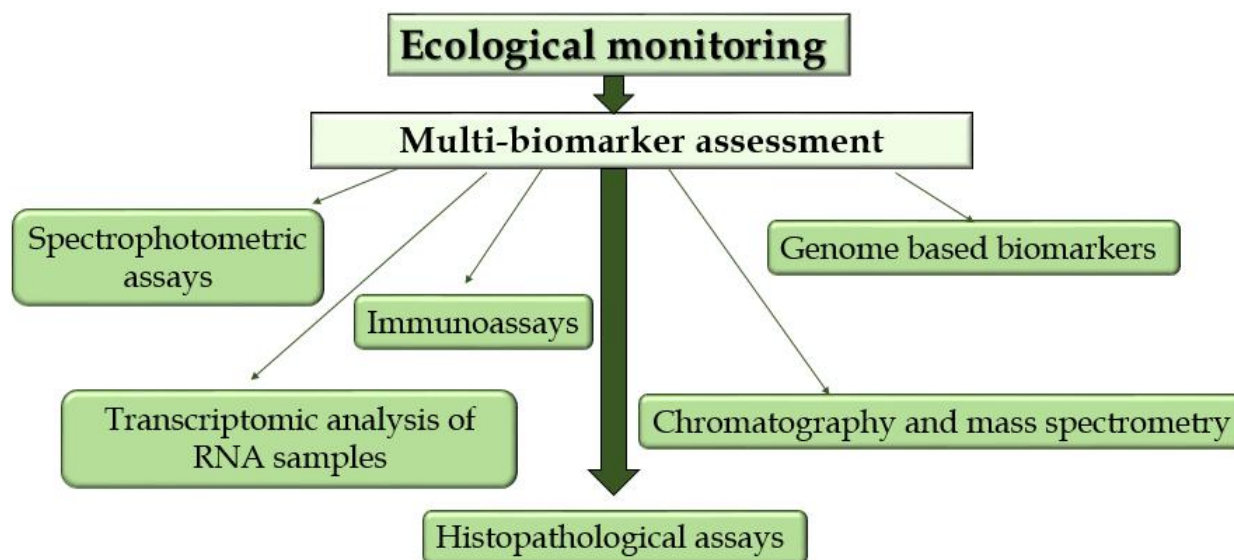 Ecological monitoring
Multi-biomarker assessment
Spectrophotometric
assays
Genome based biomarkers
Immunoassays
Transcriptomic analysis of
RNA samples
Chromatography and mass spectrometry
Histopathological assays